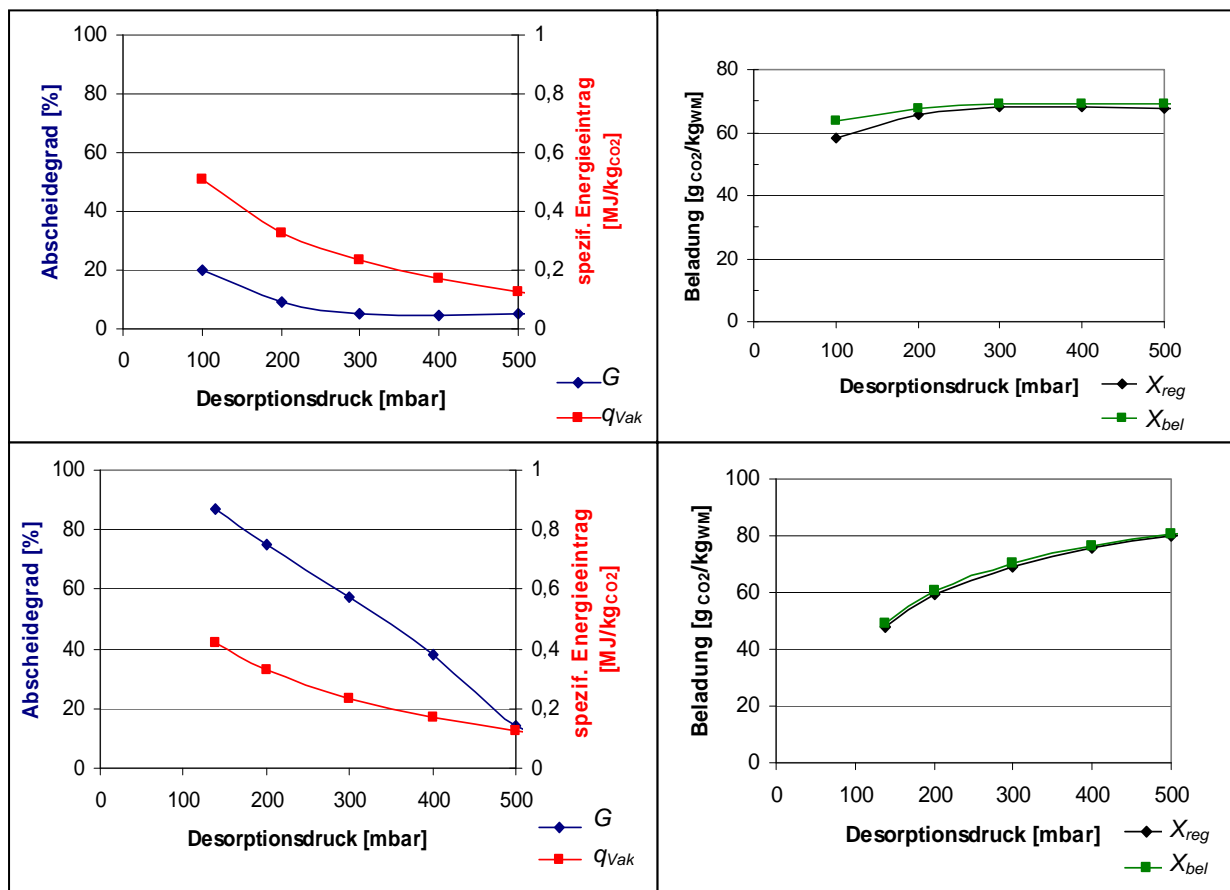 Abscheidegrad [%]
100
80
60
40
20
0
1
0,8
0,6
0,4
0,2
0
spezif. Energieeintrag
[MJ/kgCO2]
0 100 200 300 400 500
Desorptionsdruck [mbar]
G
qVak
Beladung [gCO2/kgWM]
80
60
40
20
0
0 100 200 300 400 500
Desorptionsdruck [mbar]
Xreg
Xbel
Abscheidegrad [%]
100
80
60
40
20
0
1
0,8
0,6
0,4
0,2
0
spezif. Energieeintrag
[MJ/kgCO2]
0 100 200 300 400 500
Desorptionsdruck [mbar]
G
qVak
Beladung [gCO2/kgWM]
100
80
60
40
20
0
0 100 200 300 400 500
Desorptionsdruck [mbar]
Xreg
Xbel